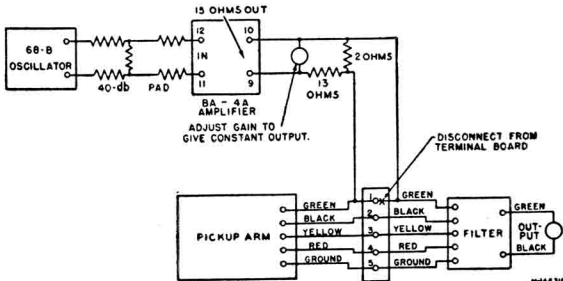 15 OHMS OUT
68-B
OSCILLATOR
40-db PAD
12 10
IN
11 9
BA - 4A
AMPLIFIER
ADJUST GAIN TO
GIVE CONSTANT OUTPUT.
2 OHMS
13
OHMS
DISCONNECT FROM
TERMINAL BOARD
PICKUP ARM
GREEN 1 X GREEN
BLACK 2 BLACK
YELLOW 3 YELLOW
RED 4 RED
GROUND 5 GROUND
FILTER
GREEN
OUT-
PUT
BLACK